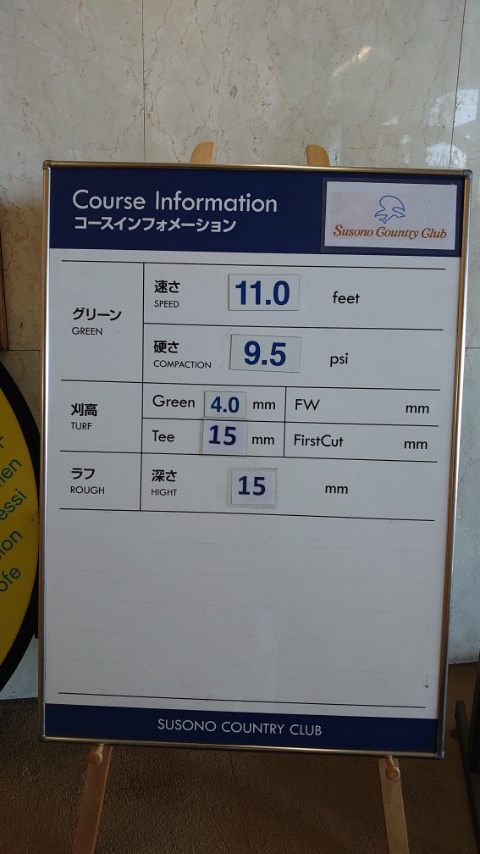 Course Information
コースインフォメーション
Susono Country Club
グリーン
GREEN
速さ
SPEED
11.0 feet
硬さ
COMPACTION
9.5 psi
刈高
TURF
Green 4.0 mm FW mm
Tee 15 mm FirstCut mm
ラフ
ROUGH
深さ
HIGHT
15 mm
SUSONO COUNTRY CLUB